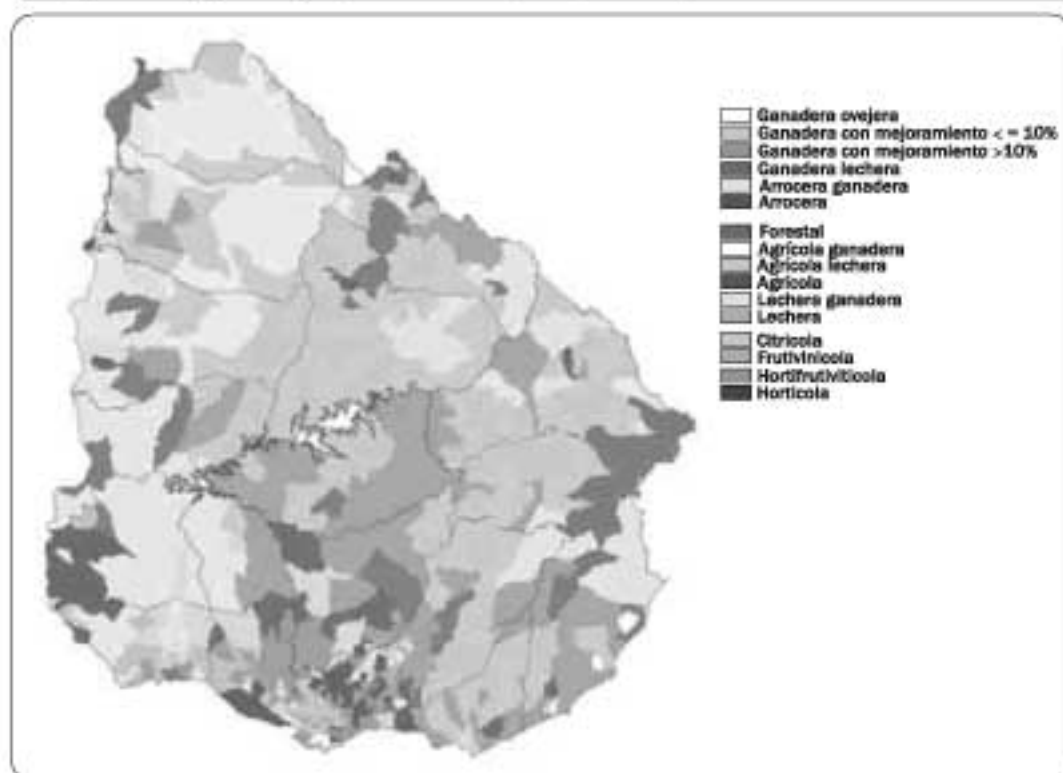 Ganadera ovejera
Ganadera con mejoramiento < = 10%
Ganadera con mejoramiento >10%
Ganadera lechera
Arrocera ganadera
Arrocera
Forestal
Agrícola ganadera
Agrícola lechera
Agrícola
Lechera ganadera
Lechera
Citrícola
Frutivinícola
Hortifrutivitícola
Hortícola